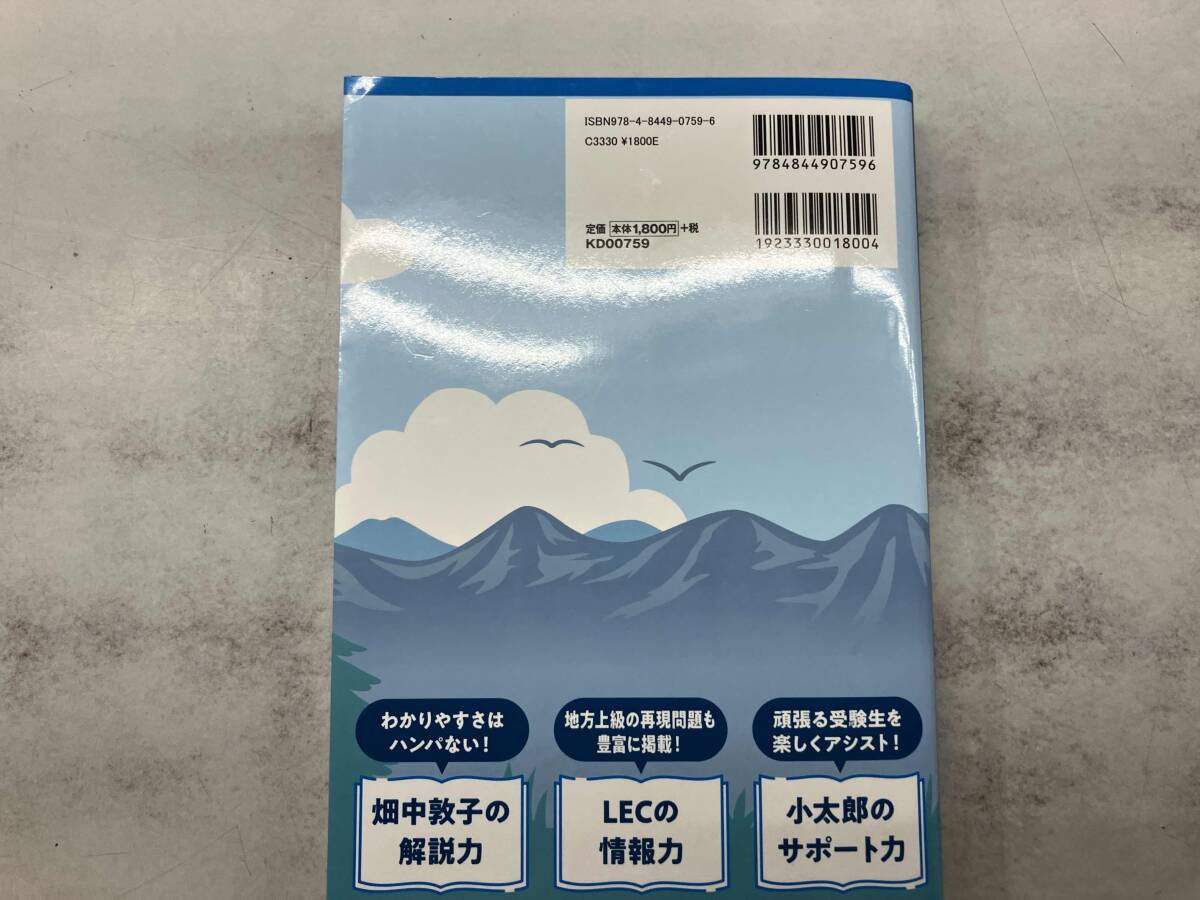 ISBN978-4-8449-0759-6
C3330 ¥1800E
9784844907596
定価 本体1,800円 +税
KD00759
1923330018004
わかりやすさは
ハンパない!
畑中敦子の
解説力
地方上級の再現問題も
豊富に掲載!
LECの
情報力
頑張る受験生を
楽しくアシスト!
小太郎の
サポート力